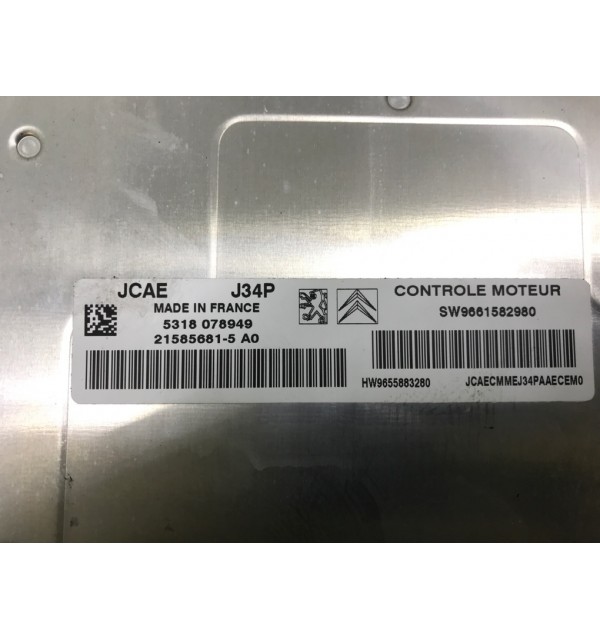 JCAE J34P
MADE IN FRANCE
5318 078949
21585681-5 A0
CONTROLE MOTEUR
SW9661582980
HW9655883280 JCAECMMEJ34PAAECEM0